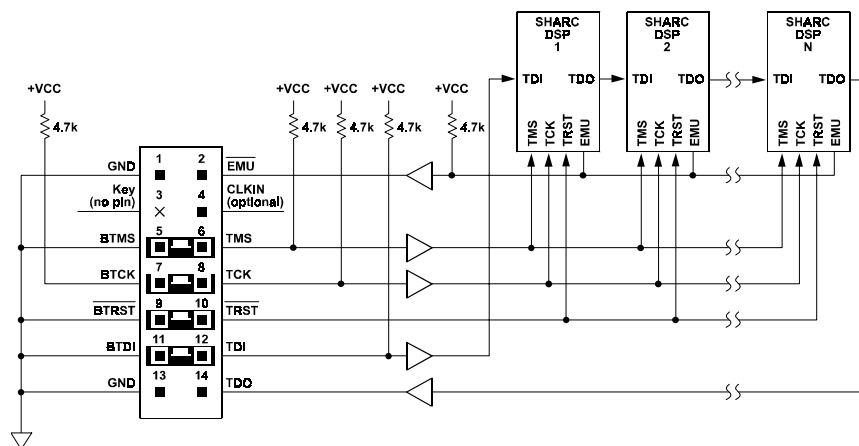 SHARC DSP 1
SHARC DSP 2
SHARC DSP N
TDI TDO
TDI TDO
TDI TDO
TMS TCK TRST EMU
TMS TCK TRST EMU
TMS TCK TRST EMU
+VCC
+VCC +VCC +VCC +VCC
4.7k
4.7k 4.7k 4.7k 4.7k
GND 1 2 EMU
Key (no pin) 3 4 CLKIN (optional)
BTMS 5 6 TMS
BTCK 7 8 TCK
BTRST 9 10 TRST
BTDI 11 12 TDI
GND 13 14 TDO